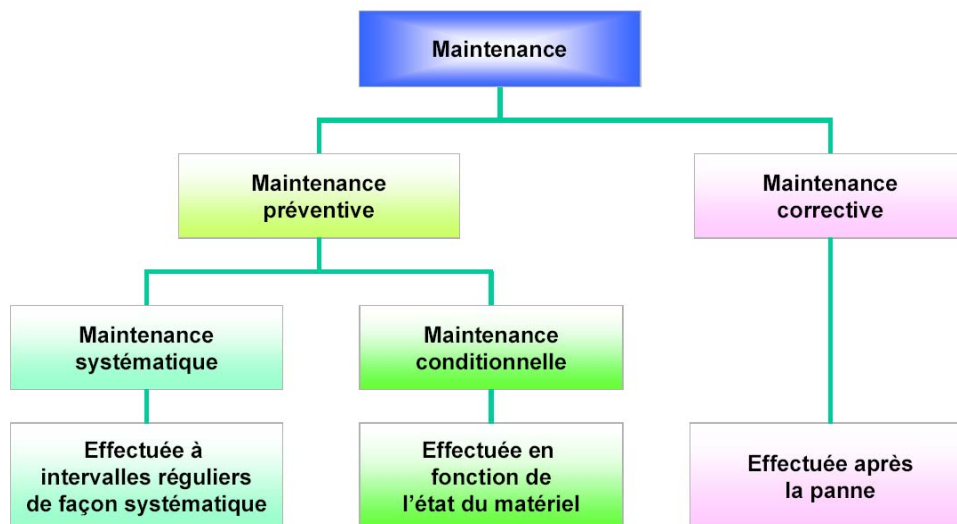 Maintenance
Maintenance
préventive
Maintenance
corrective
Maintenance
systématique
Maintenance
conditionnelle
Effectuée à
intervalles réguliers
de façon systématique
Effectuée en
fonction de
l’état du matériel
Effectuée après
la panne